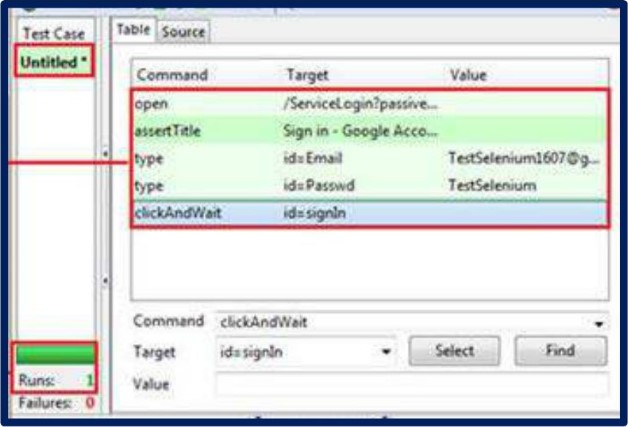 Test Case
Table Source
Untitled *
Command Target Value
open /ServiceLogin?passive...
assertTitle Sign in - Google Acco...
type id=Email TestSelenium1607@g...
type id=Passwd TestSelenium
clickAndWait id=signIn
Command clickAndWait
Target id=signIn Select Find
Value
Runs: 1
Failures: 0